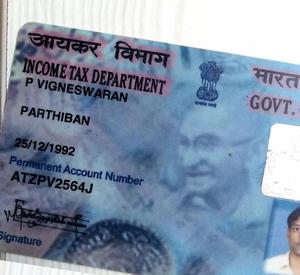 आयकर विभाग
INCOME TAX DEPARTMENT
भारत
GOVT.
P VIGNESWARAN
PARTHIBAN
25/12/1992
Permanent Account Number
ATZPV2564J
Signature